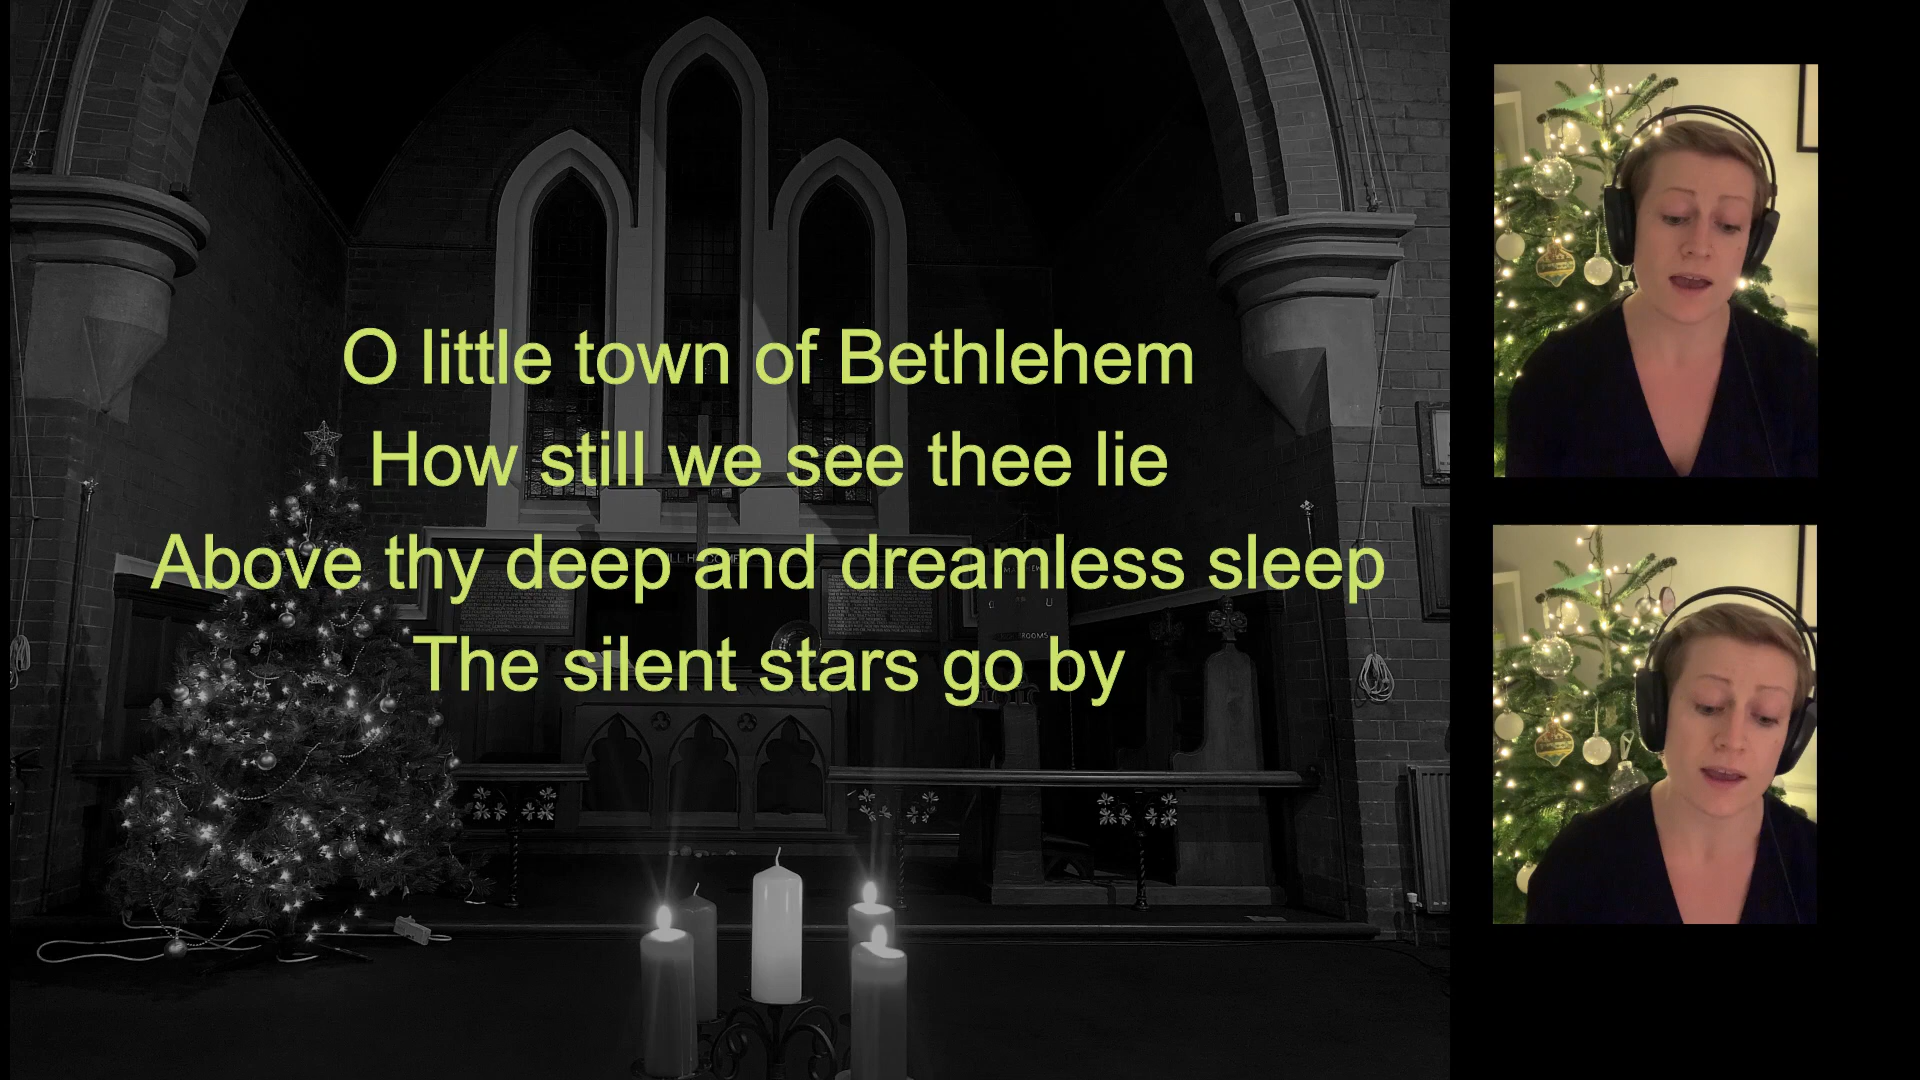 O little town of Bethlehem
How still we see thee lie
Above thy deep and dreamless sleep
The silent stars go by
ROOMS